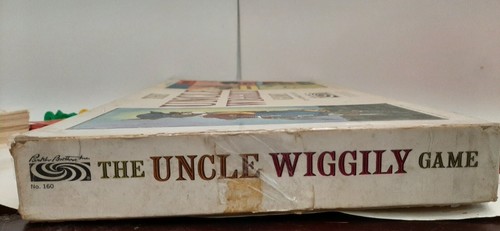 Parker Brothers Inc
No. 160
THE UNCLE WIGGILY GAME